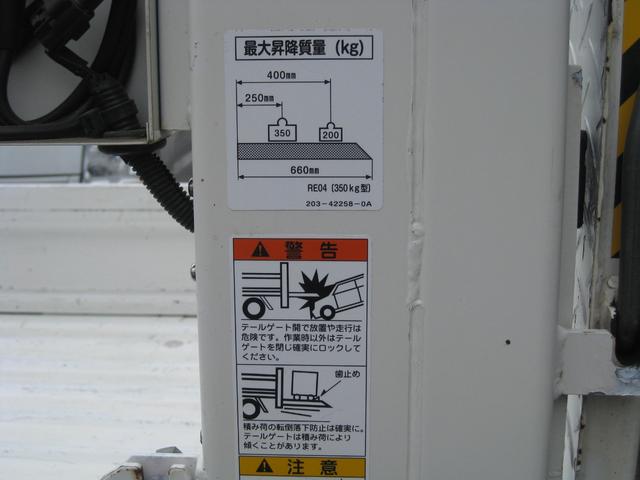 最大昇降質量 (kg)
400mm
250mm
350
200
660mm
RE04 (350kg型)
203-42258-0A
警告
テールゲート開で放置や走行は
危険です。作業時以外はテール
ゲートを閉じ確実にロックして
ください。
歯止め
積み荷の転倒落下防止は確実に。
テールゲートは積み荷により
傾くことがあります。
注意